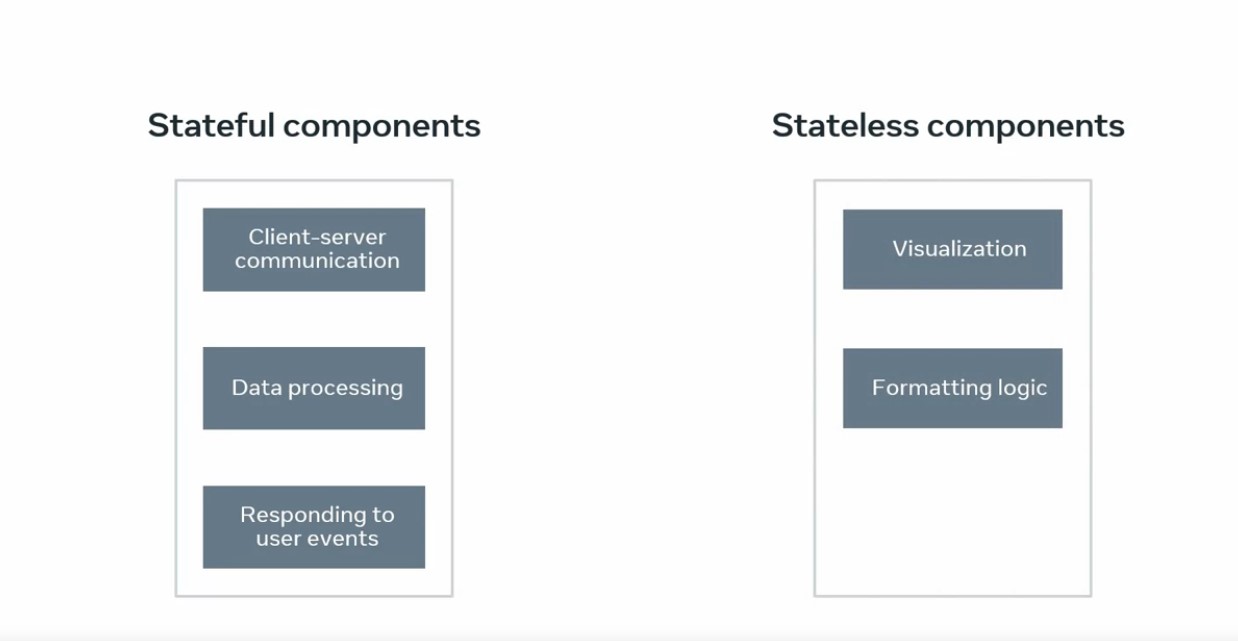 Stateful components
Client-server
communication
Data processing
Responding to
user events
Stateless components
Visualization
Formatting logic